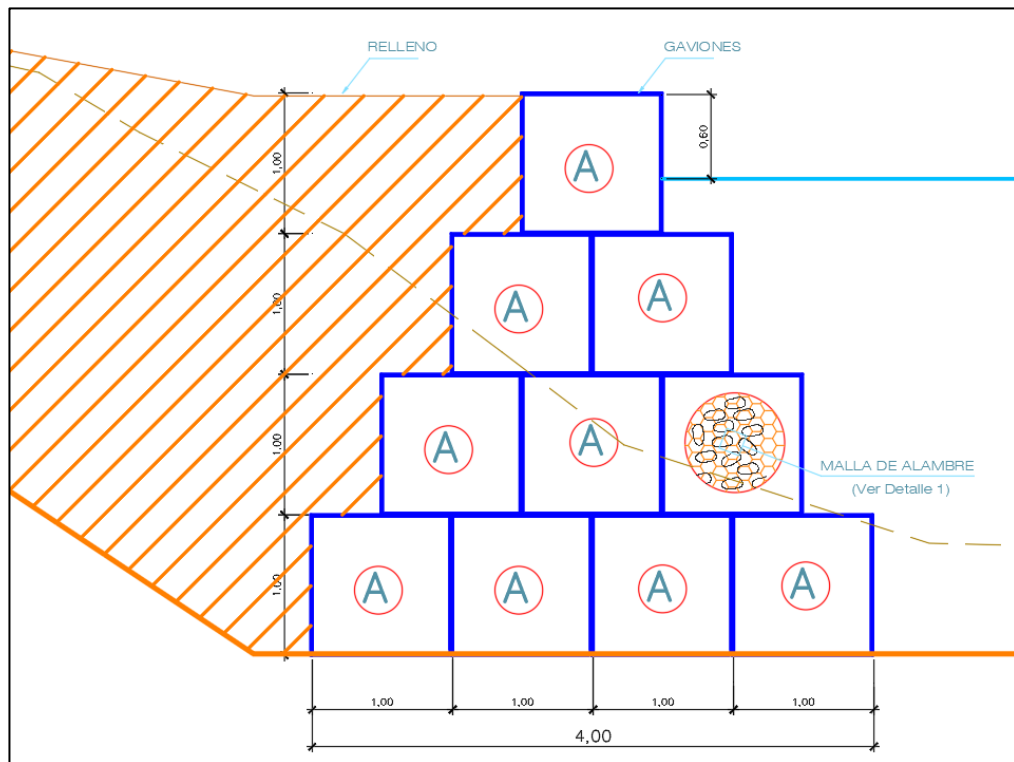 RELLENO
GAVIONES
0,60
1,00
A
1,00
A
A
1,00
A
A
MALLA DE ALAMBRE
(Ver Detalle 1)
1,00
A
A
A
A
1,00
1,00
1,00
1,00
4,00